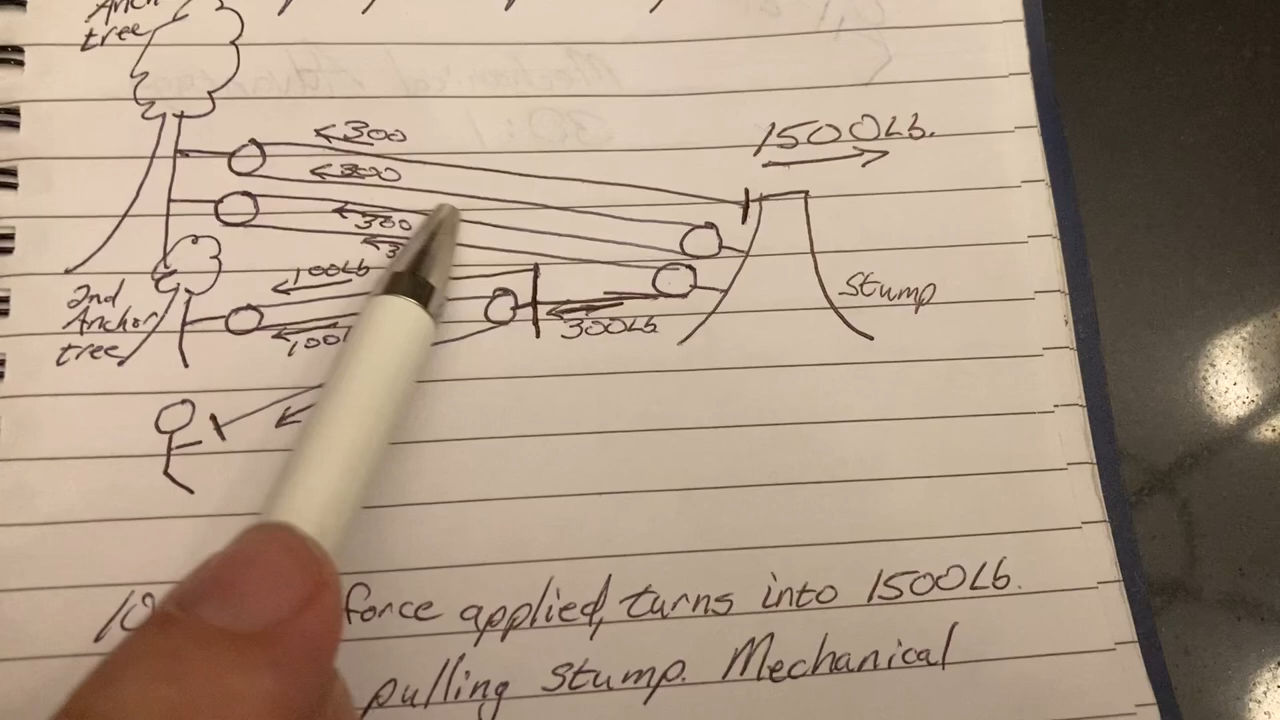 tree
300
300
1500Lb.
300
100Lb
2nd
Anchor
tree
Stump
300Lb
force applied, turns into 1500Lb.
pulling stump. Mechanical